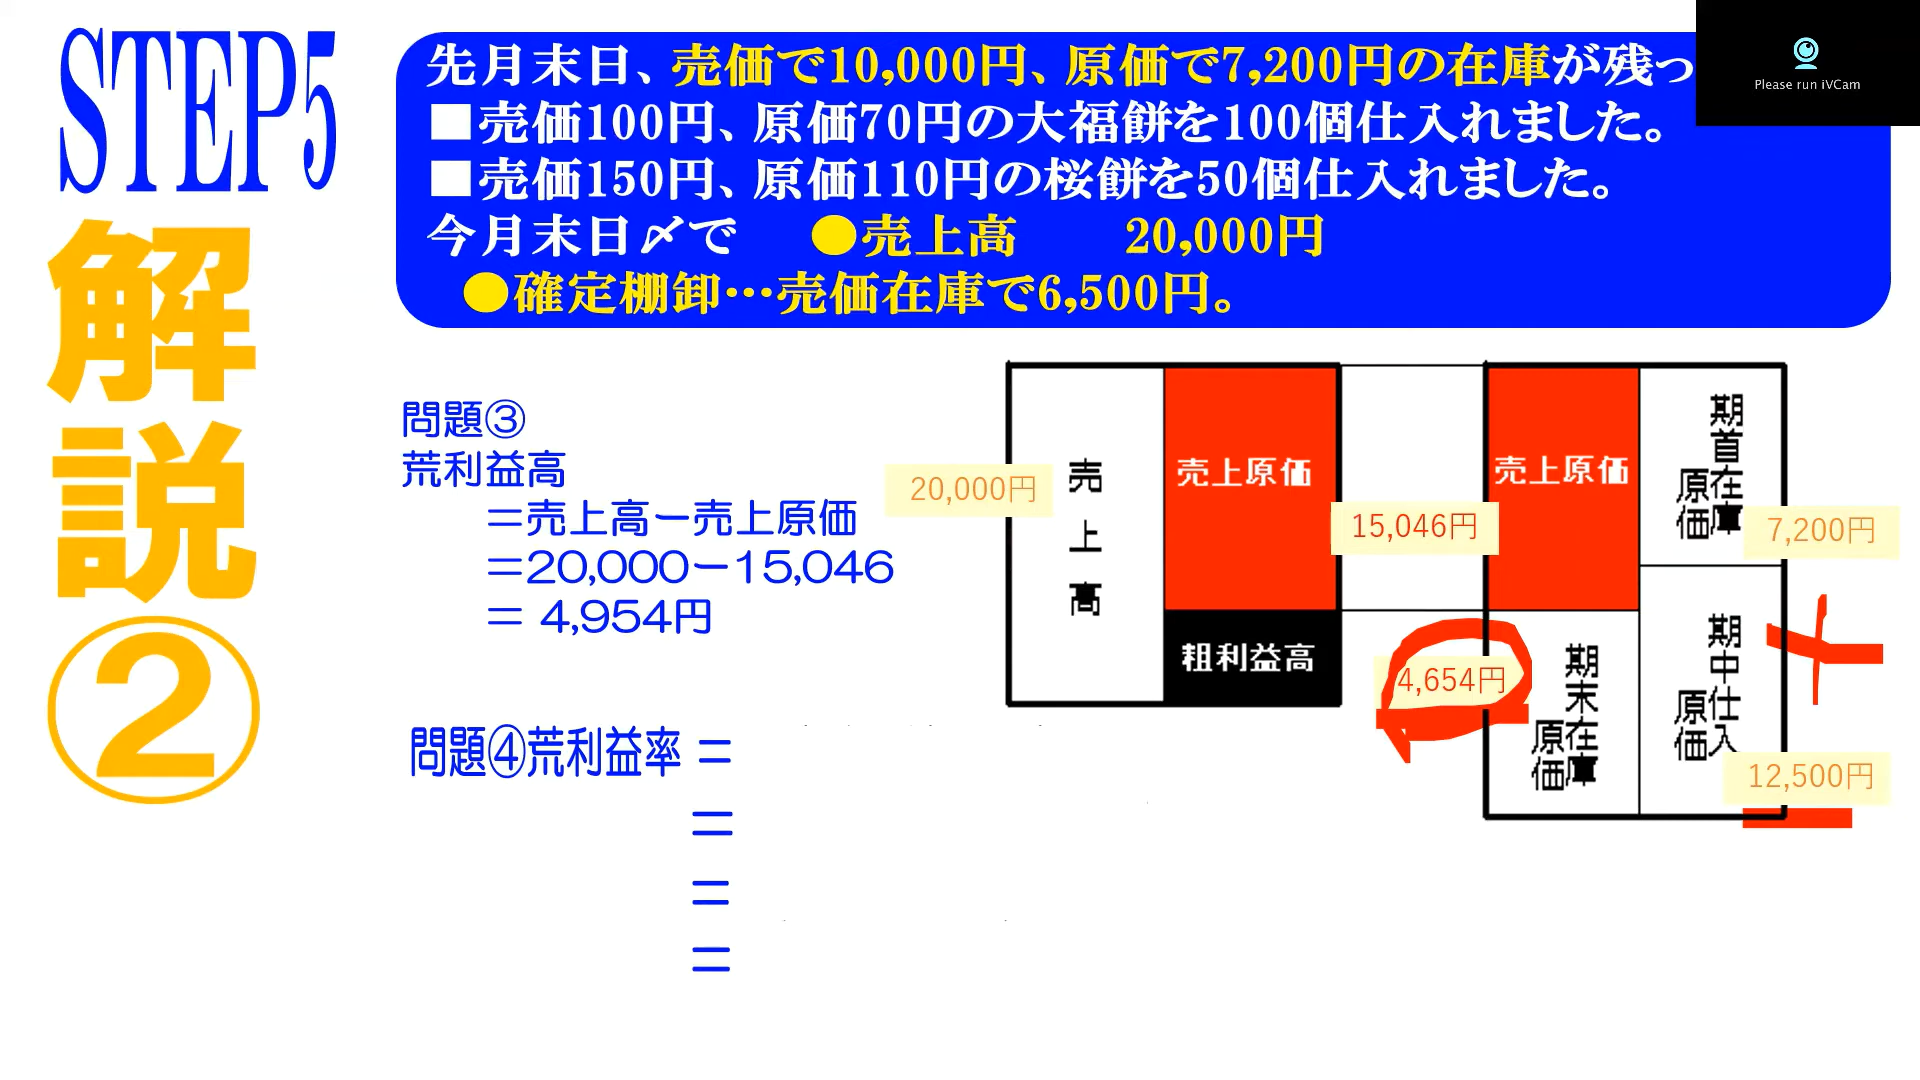 STEP5
解説②
先月末日、売価で10,000円、原価で7,200円の在庫が残っ
■売価100円、原価70円の大福餅を100個仕入れました。
■売価150円、原価110円の桜餅を50個仕入れました。
今月末日〆で ●売上高 20,000円
●確定棚卸…売価在庫で6,500円。
Please run iVCam
問題③
荒利益高
＝売上高－売上原価
＝20,000－15,046
＝ 4,954円
問題④荒利益率 ＝
＝
＝
＝
20,000円
売上高
売上原価
粗利益高
15,046円
売上原価
期首在庫原価
7,200円
4,654円
期末在庫原価
期中仕入原価
12,500円